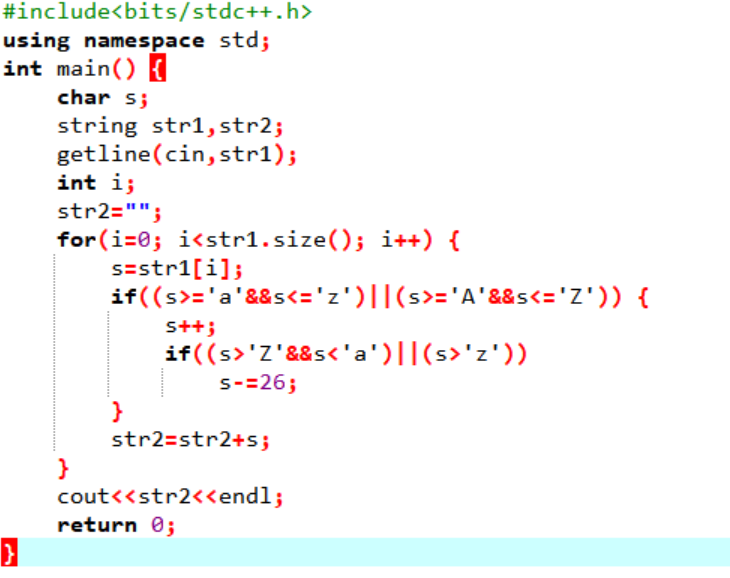 #include<bits/stdc++.h>
using namespace std;
int main() {
    char s;
    string str1,str2;
    getline(cin,str1);
    int i;
    str2="";
    for(i=0; i<str1.size(); i++) {
        s=str1[i];
        if((s>='a'&&s<='z')||(s>='A'&&s<='Z')) {
            s++;
            if((s>'Z'&&s<'a')||(s>'z'))
                s-=26;
        }
        str2=str2+s;
    }
    cout<<str2<<endl;
    return 0;
}